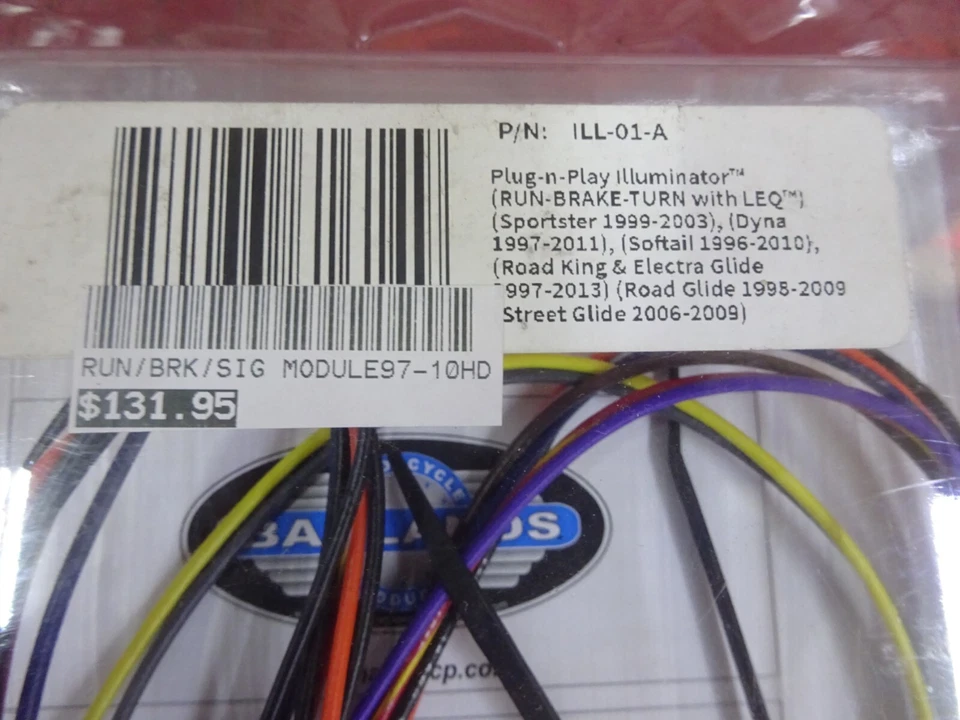 P/N: ILL-01-A
Plug-n-Play Illuminator™
(RUN-BRAKE-TURN with LEQ™)
(Sportster 1999-2003), (Dyna
1997-2011), (Softail 1996-2010),
(Road King & Electra Glide
997-2013) (Road Glide 1998-2009
Street Glide 2006-2009)
RUN/BRK/SIG MODULE97-10HD
$131.95